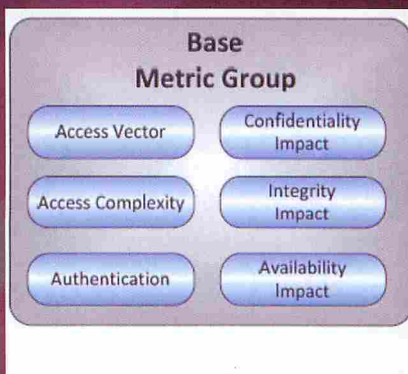 Base
Metric Group
Access Vector
Confidentiality
Impact
Access Complexity
Integrity
Impact
Authentication
Availability
Impact